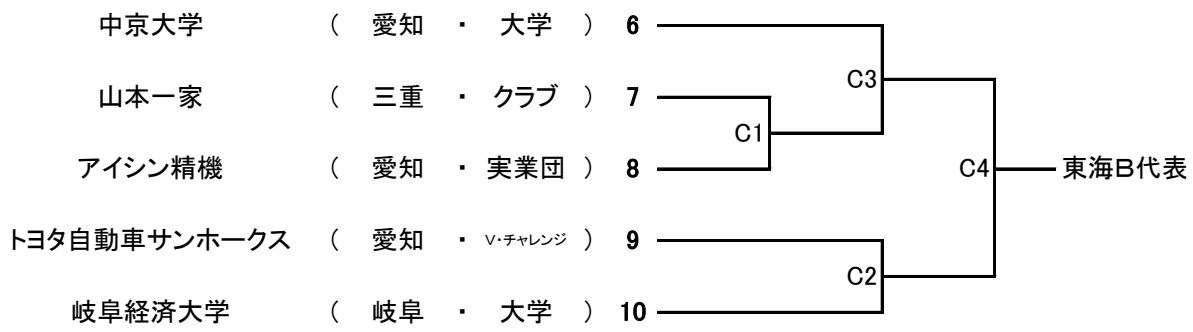 中京大学 ( 愛知 ・ 大学 ) 6
C3
山本一家 ( 三重 ・ クラブ ) 7
C1
アイシン精機 ( 愛知 ・ 実業団 ) 8
C4 東海B代表
トヨタ自動車サンホークス ( 愛知 ・ V・チャレンジ ) 9
C2
岐阜経済大学 ( 岐阜 ・ 大学 ) 10